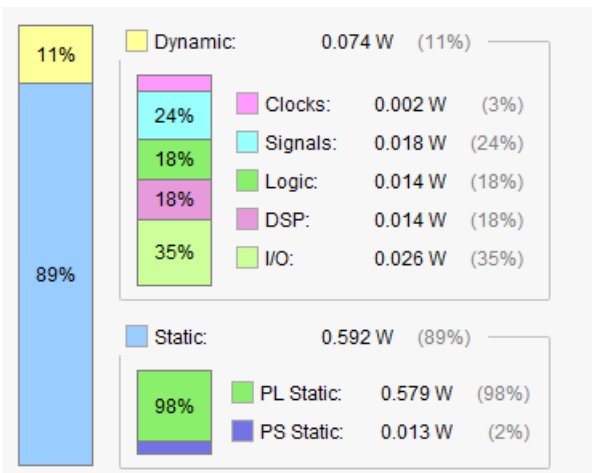 11%
89%
Dynamic: 0.074 W (11%)
24%
18%
18%
35%
Clocks: 0.002 W (3%)
Signals: 0.018 W (24%)
Logic: 0.014 W (18%)
DSP: 0.014 W (18%)
I/O: 0.026 W (35%)
Static: 0.592 W (89%)
98%
PL Static: 0.579 W (98%)
PS Static: 0.013 W (2%)